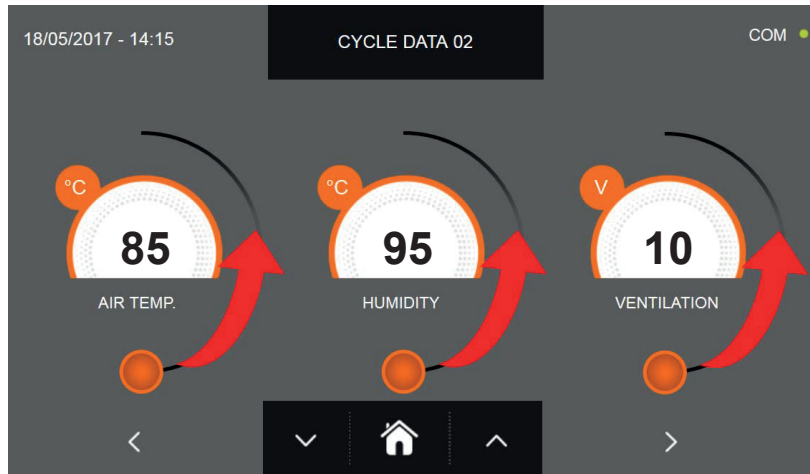 18/05/2017 - 14:15
CYCLE DATA 02
COM
°C
°C
V
85
95
10
AIR TEMP.
HUMIDITY
VENTILATION